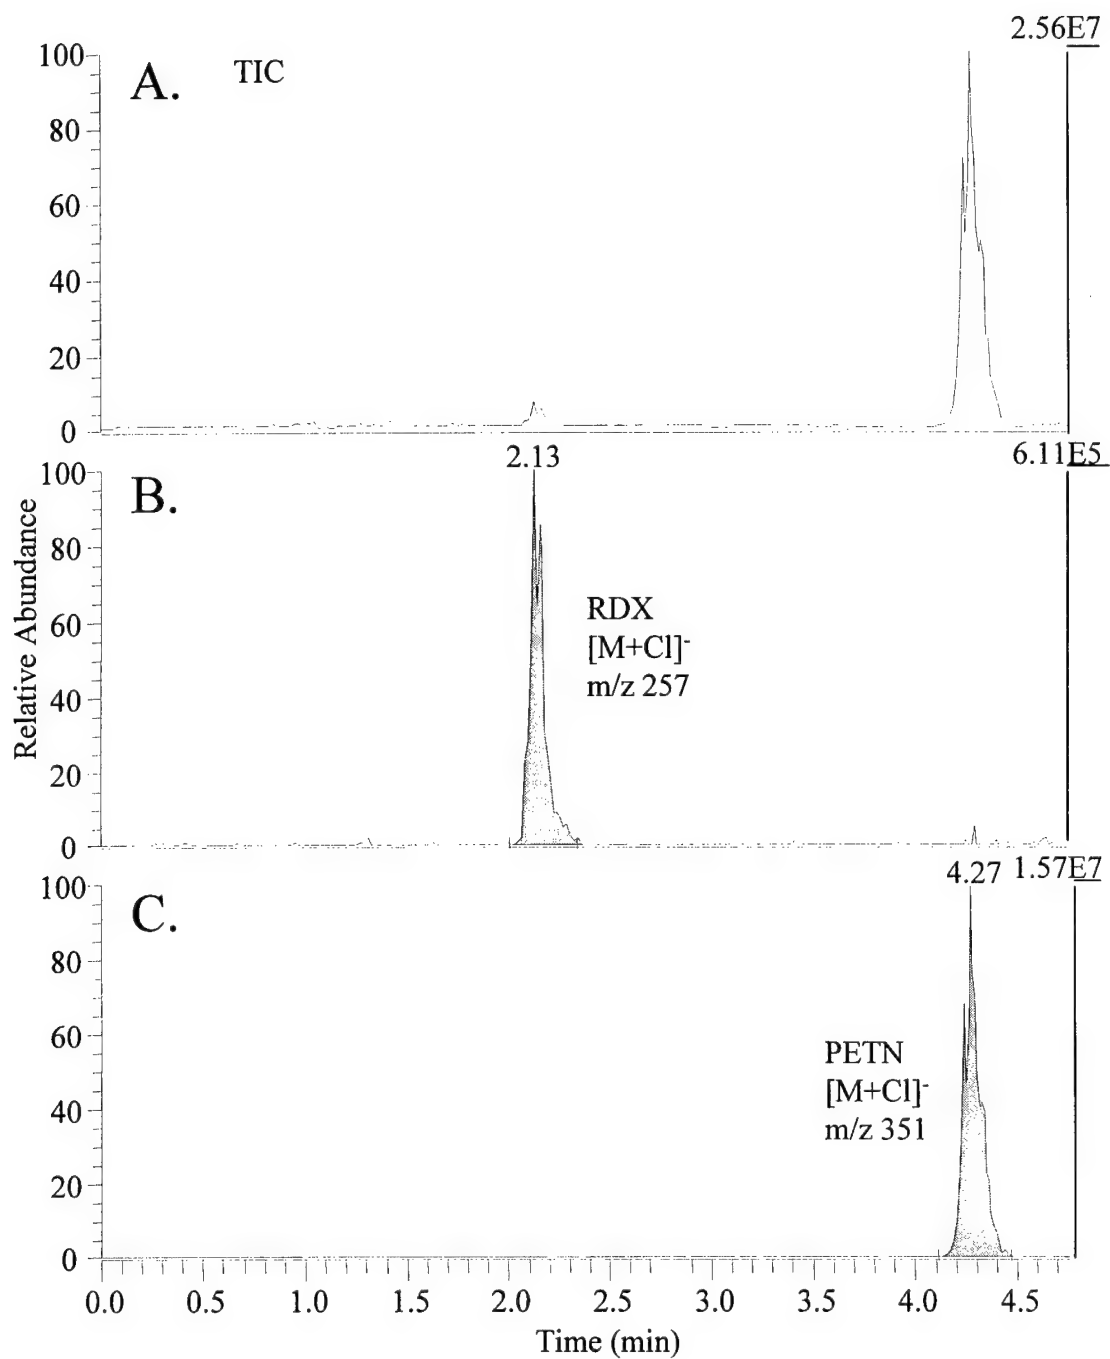 2.56E7
A. TIC
100
80
60
40
20
0
2.13 6.11E5
B.
100
80
60
40
20
0
RDX
[M+Cl]-
m/z 257
Relative Abundance
4.27 1.57E7
C.
100
80
60
40
20
0
PETN
[M+Cl]-
m/z 351
0.0 0.5 1.0 1.5 2.0 2.5 3.0 3.5 4.0 4.5
Time (min)